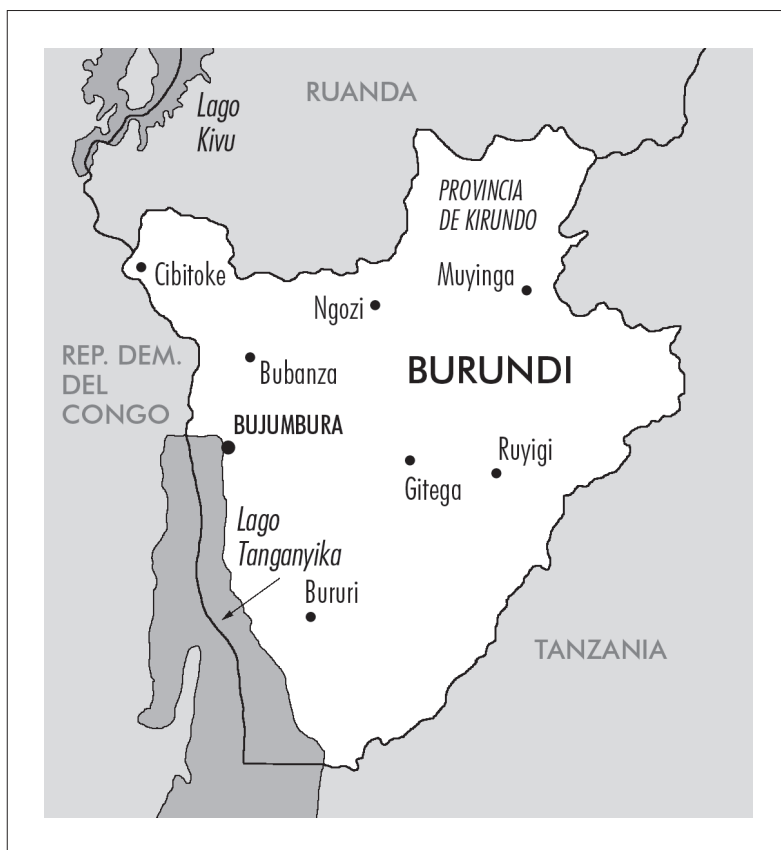 Lago
Kivu
RUANDA
PROVINCIA
DE KIRUNDO
Cibitoke
Ngozi
Muyinga
REP. DEM.
DEL
CONGO
Bubanza
BURUNDI
BUJUMBURA
Gitega
Ruyigi
Lago
Tanganyika
Bururi
TANZANIA